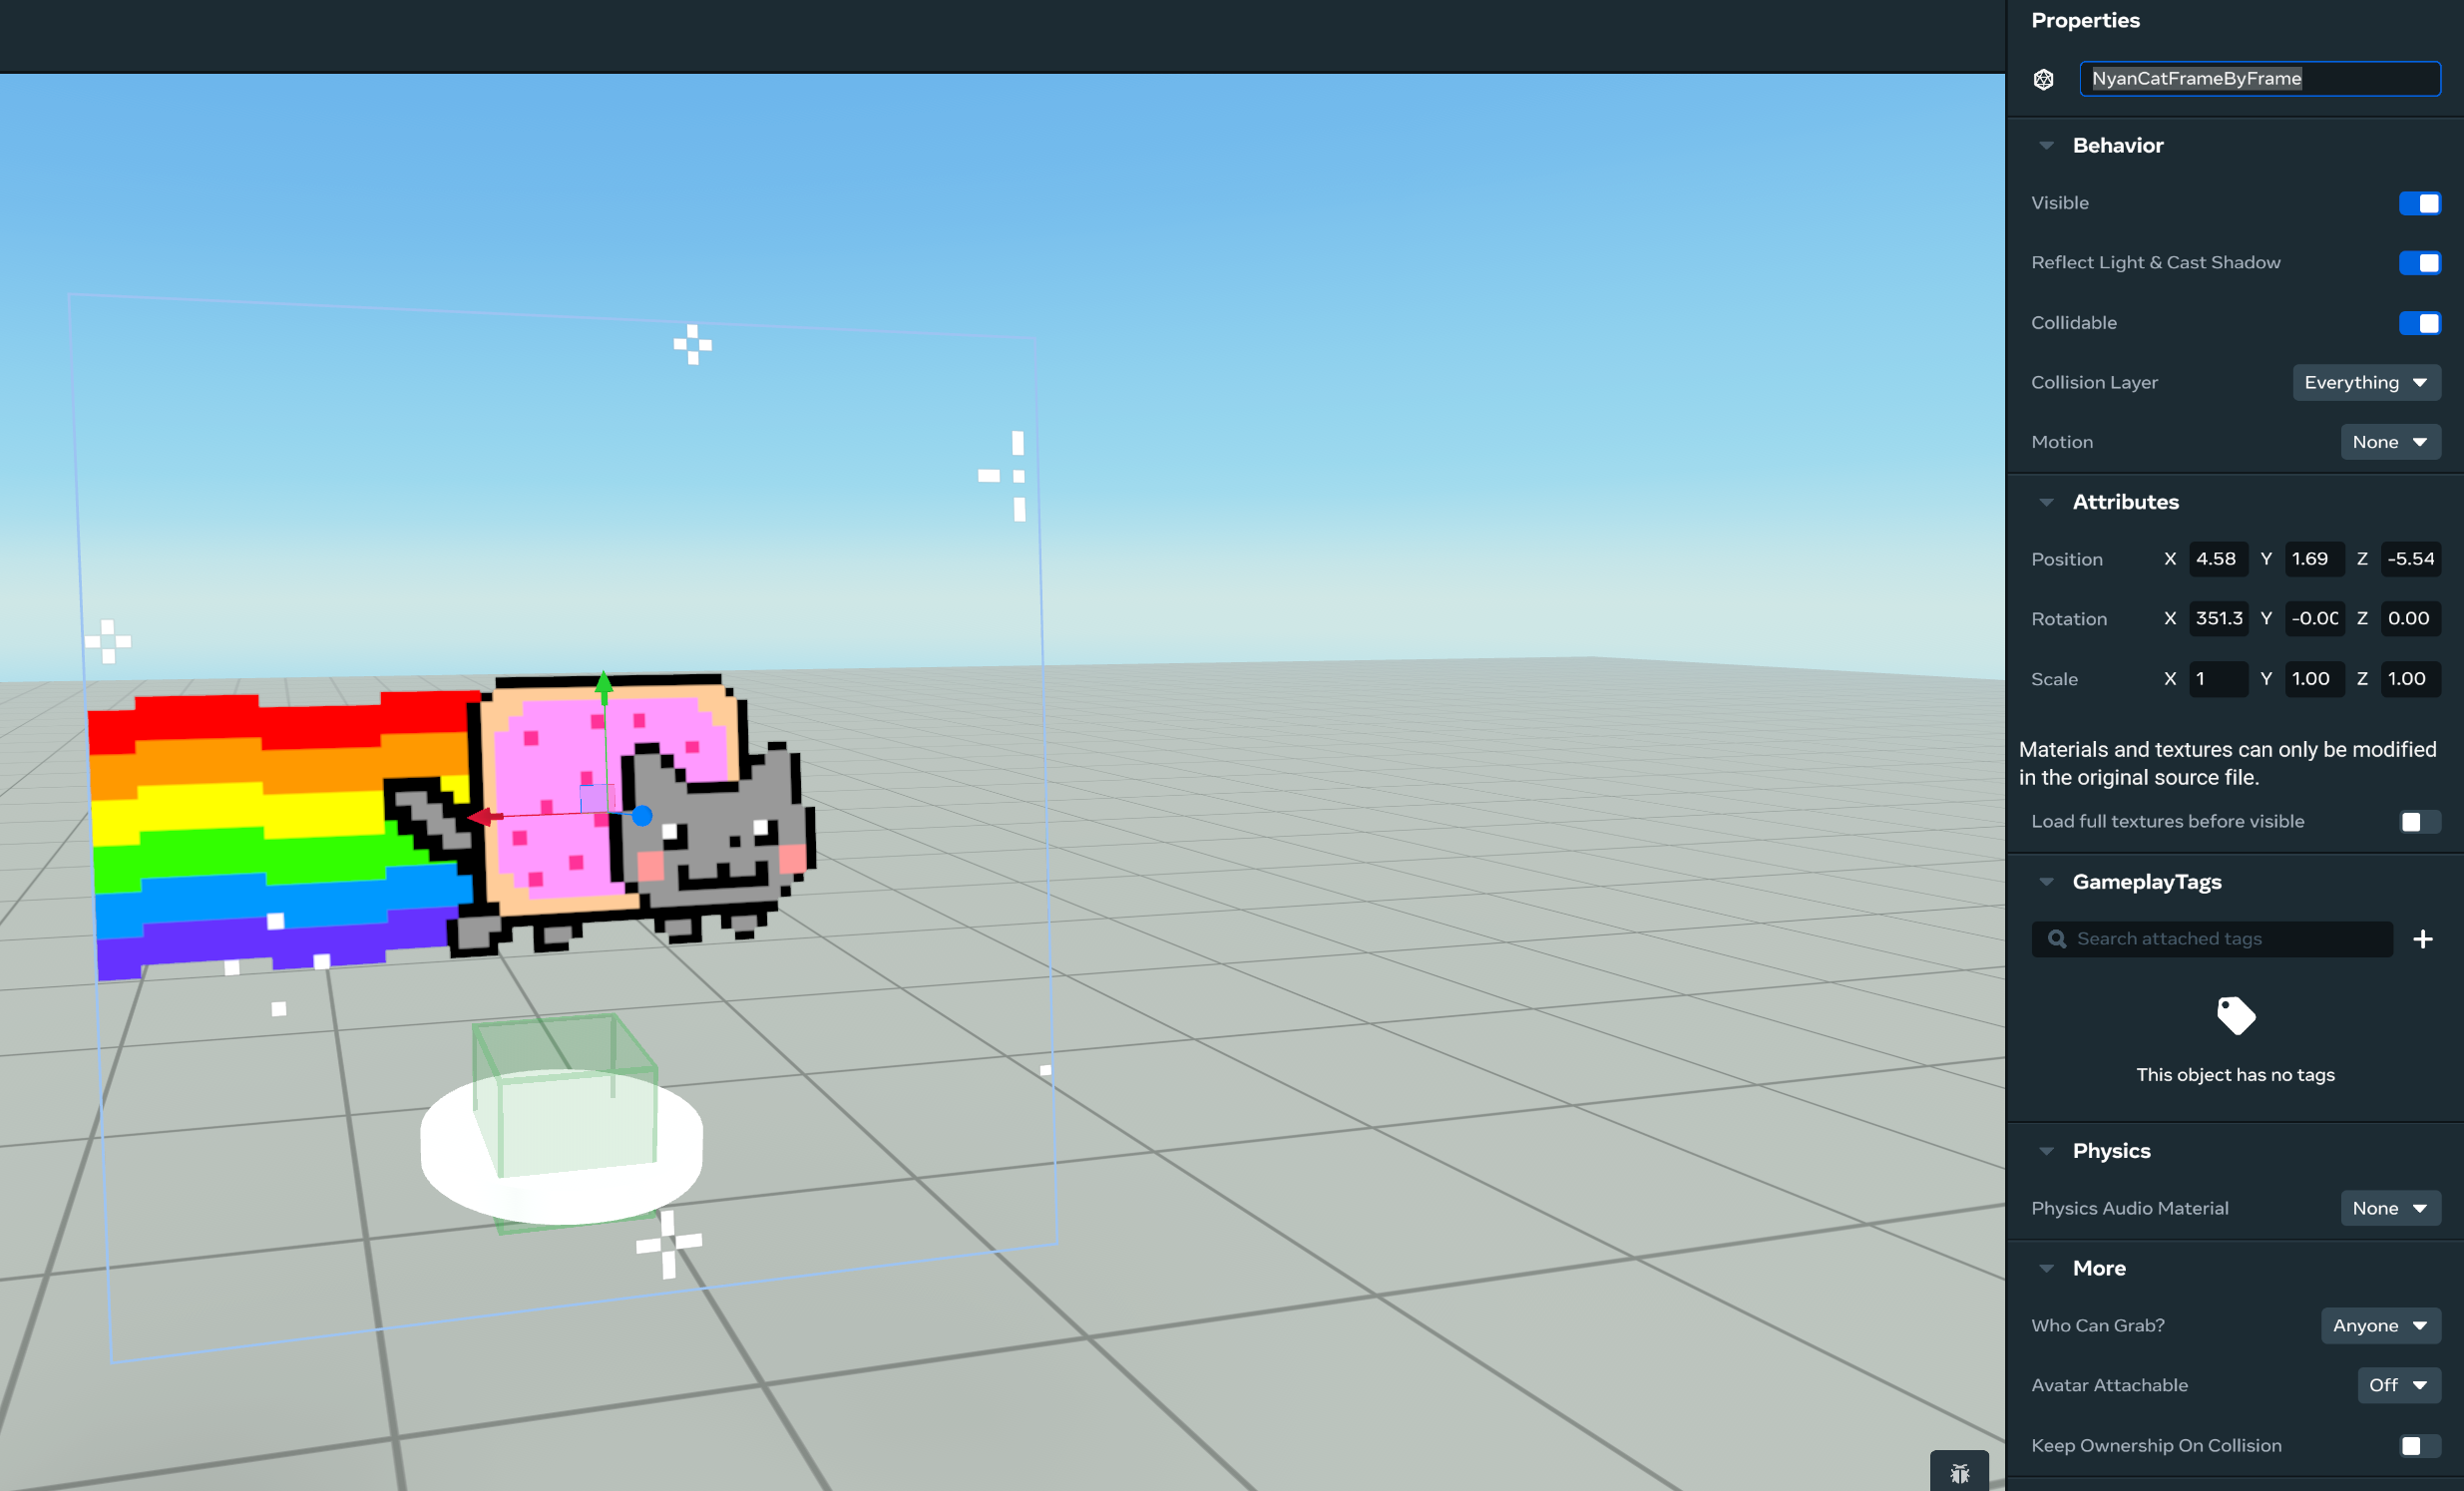 Properties
NyanCatFrameByFrame
Behavior
Visible
Reflect Light & Cast Shadow
Collidable
Collision Layer Everything
Motion None
Attributes
Position X 4.58 Y 1.69 Z -5.54
Rotation X 351.3 Y -0.00 Z 0.00
Scale X 1 Y 1.00 Z 1.00
Materials and textures can only be modified
in the original source file.
Load full textures before visible
GameplayTags
Search attached tags
This object has no tags
Physics
Physics Audio Material None
More
Who Can Grab? Anyone
Avatar Attachable Off
Keep Ownership On Collision